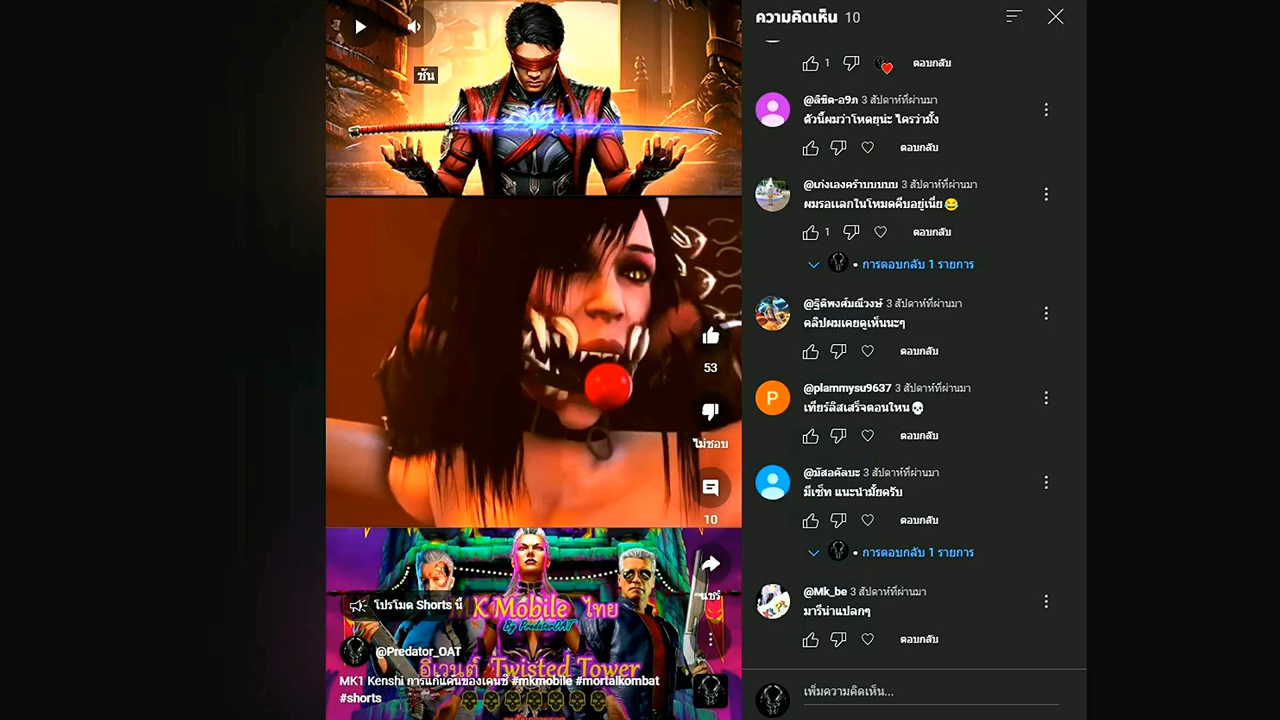 ความคิดเห็น 10
ซัน
1 ตอบกลับ
@ลิขิต-อ9ภ 3 สัปดาห์ที่ผ่านมา
ตัวนี้ผมว่าโหดยุน่ะ ใครว่ามั้ง
ตอบกลับ
@เก่งเองคร้าบบบบบ 3 สัปดาห์ที่ผ่านมา
ผมรอแลกในโหมดคืบอยู่เนี่ย😂
1 ตอบกลับ
• การตอบกลับ 1 รายการ
@ฐิติพงศ์มณีวงษ์ 3 สัปดาห์ที่ผ่านมา
คลิปผมเคยดูเห็นนะๆ
ตอบกลับ
53
P
@plammysu9637 3 สัปดาห์ที่ผ่านมา
เทียร์ลิสเสร็จตอนใหน💀
ตอบกลับ
ไม่ชอบ
@มัสอคัลบะ 3 สัปดาห์ที่ผ่านมา
มีเซ็ท แนะนำมั้ยครับ
ตอบกลับ
10
• การตอบกลับ 1 รายการ
แชร์
โปรโมต Shorts นี้
K Mobile ไทย
By PredatorOAT
@Mk_be 3 สัปดาห์ที่ผ่านมา
มารีน่าแปลกๆ
ตอบกลับ
@Predator_OAT
อีเวนต์ Twisted Tower
MK1 Kenshi การแก้แค้นของเคนชิ #mkmobile #mortalkombat
#shorts
เพิ่มความคิดเห็น...